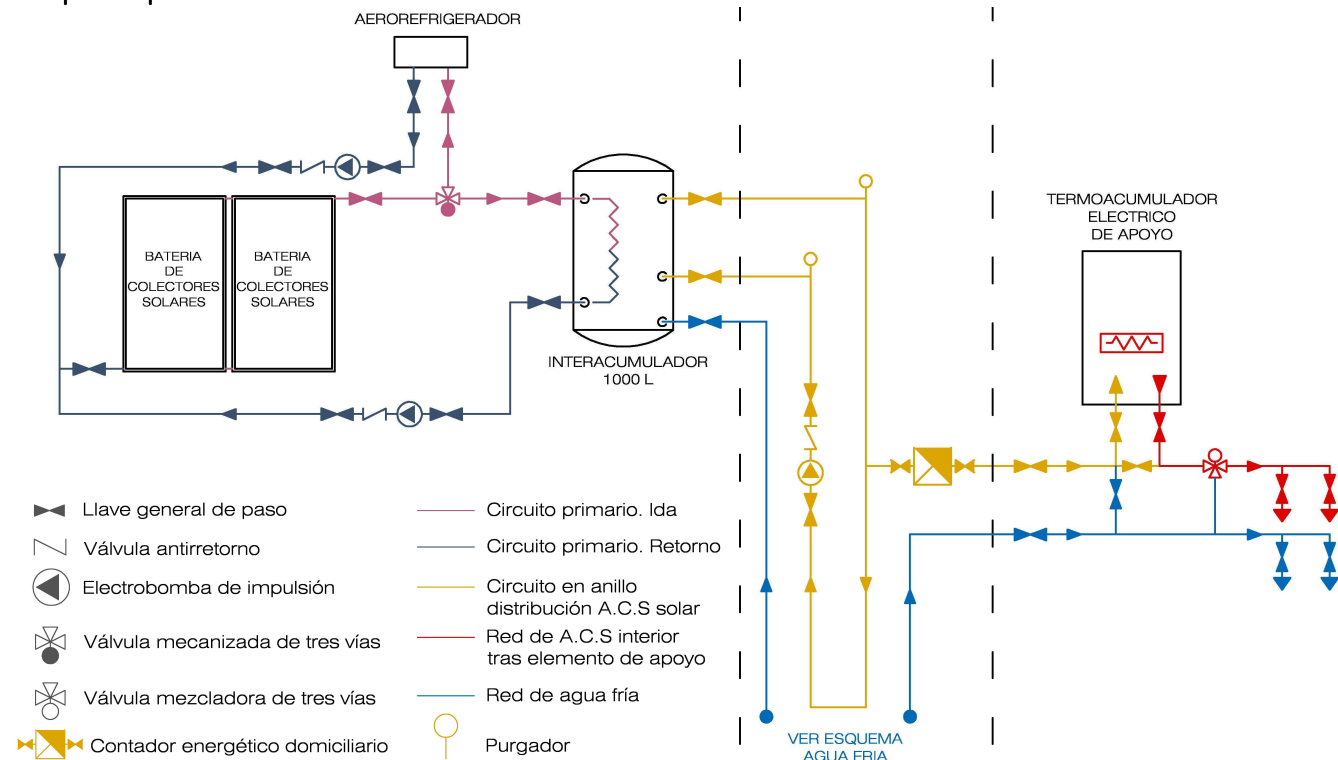 AEROREFRIGERADOR
BATERIA
DE
COLECTORES
SOLARES
BATERIA
DE
COLECTORES
SOLARES
INTERACUMULADOR
1000 L
TERMOACUMULADOR
ELECTRICO
DE APOYO
Llave general de paso
Válvula antirretorno
Electrobomba de impulsión
Válvula mecanizada de tres vías
Válvula mezcladora de tres vías
Contador energético domiciliario
Circuito primario. Ida
Circuito primario. Retorno
Circuito en anillo
distribución A.C.S solar
Red de A.C.S interior
tras elemento de apoyo
Red de agua fría
Purgador
VER ESQUEMA
AGUA FRIA